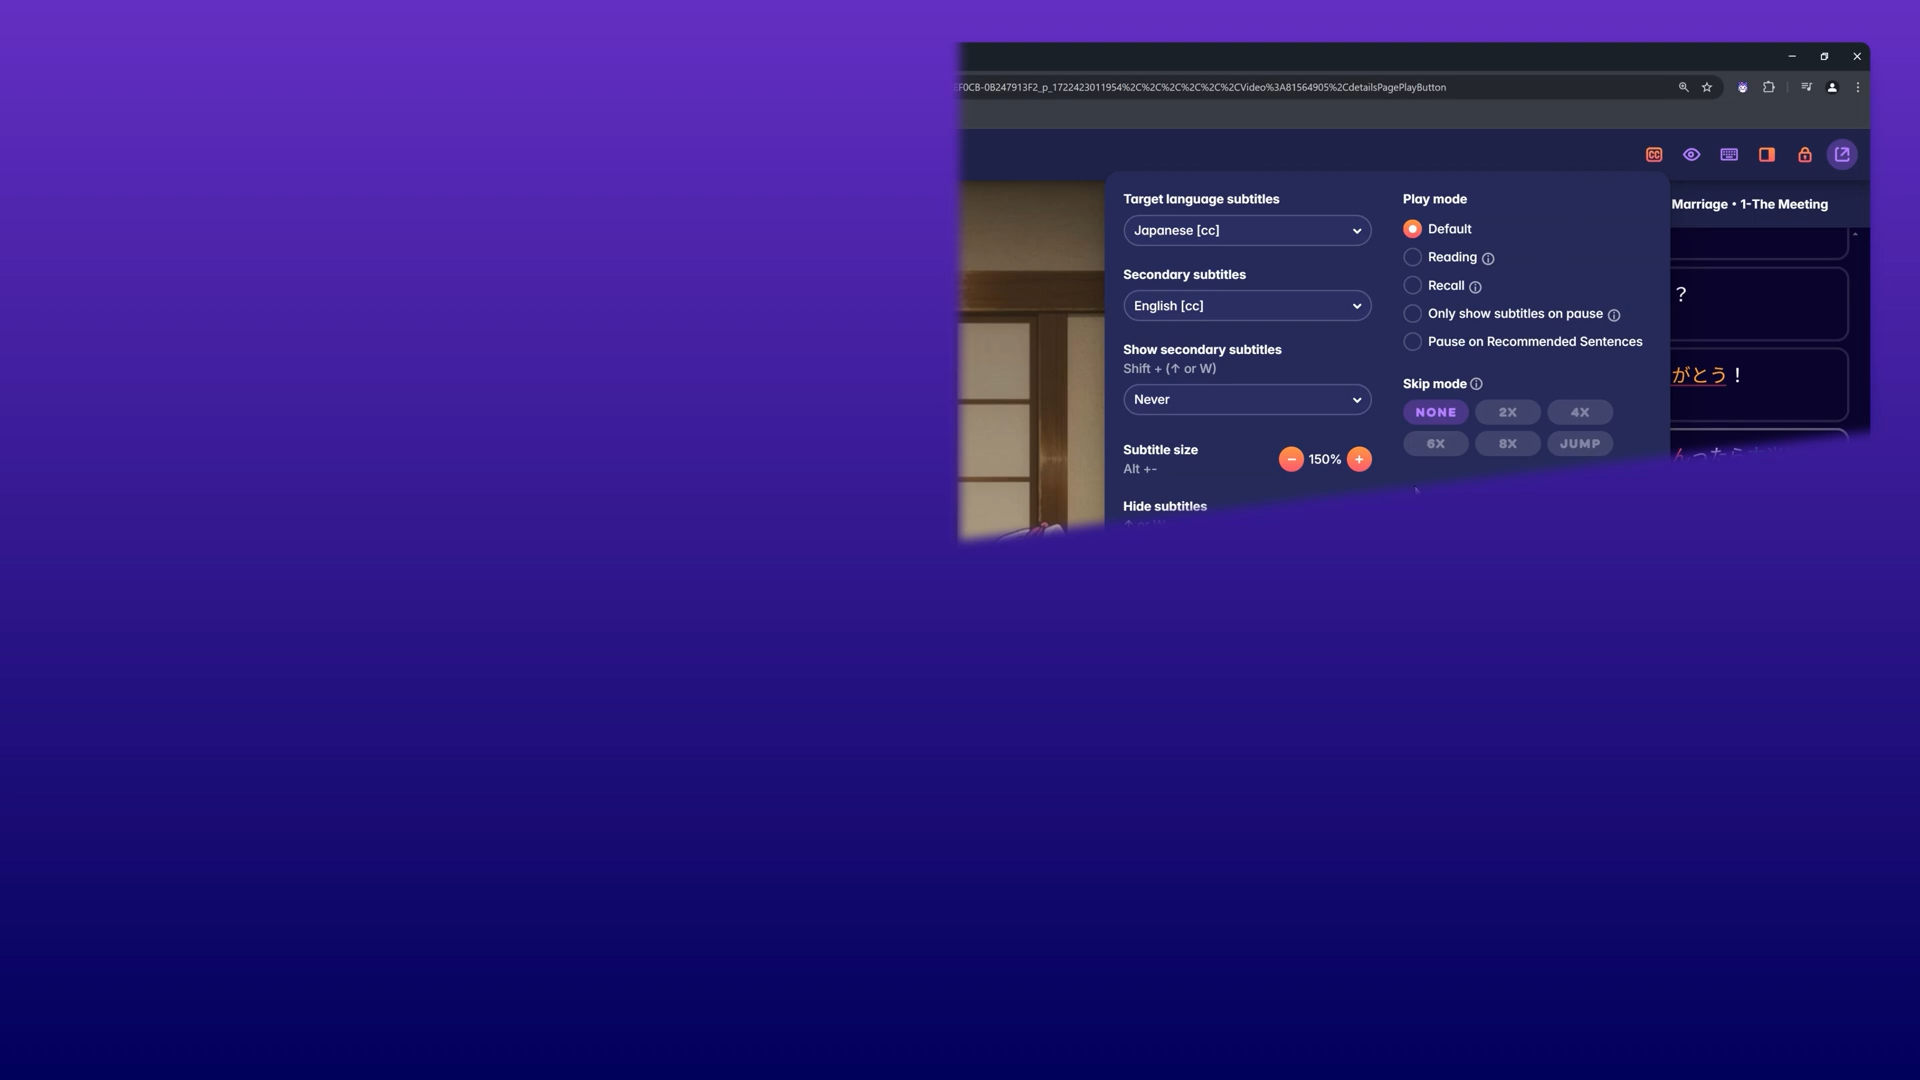 EF0CB-0B247913F2_p_1722423011954%2C%2C%2C%2C%2C%2CVideo%3A81564905%2CdetailsPagePlayButton
CC
Marriage • 1-The Meeting
Target language subtitles
Japanese [cc]
Secondary subtitles
English [cc]
Show secondary subtitles
Shift + (↑ or W)
Never
Subtitle size
Alt +-
150%
Hide subtitles
↑ or W
Play mode
Default
Reading
Recall
Only show subtitles on pause
Pause on Recommended Sentences
Skip mode
NONE 2X 4X
6X 8X JUMP
？
がとう！